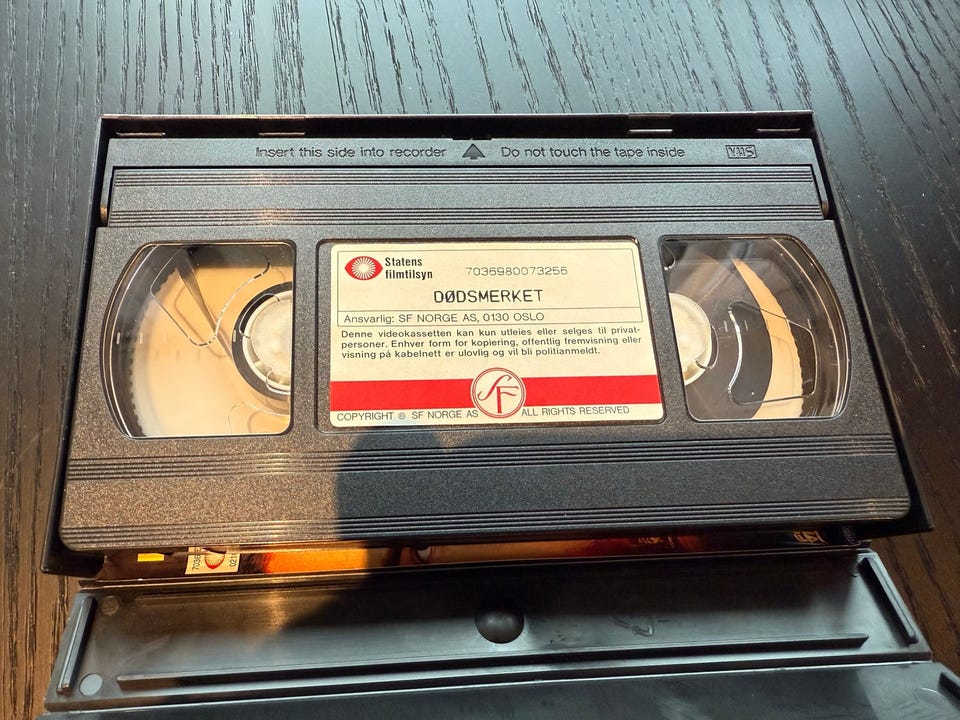 Insert this side into recorder Do not touch the tape inside VHS
Statens
filmtilsyn
7036980073256
DØDSMERKET
Ansvarlig: SF NORGE AS, 0130 OSLO
Denne videokassetten kan kun utleies eller selges til privat-
personer. Enhver form for kopiering, offentlig fremvisning eller
visning på kabelnett er ulovlig og vil bli politianmeldt.
SF
COPYRIGHT © SF NORGE AS ALL RIGHTS RESERVED